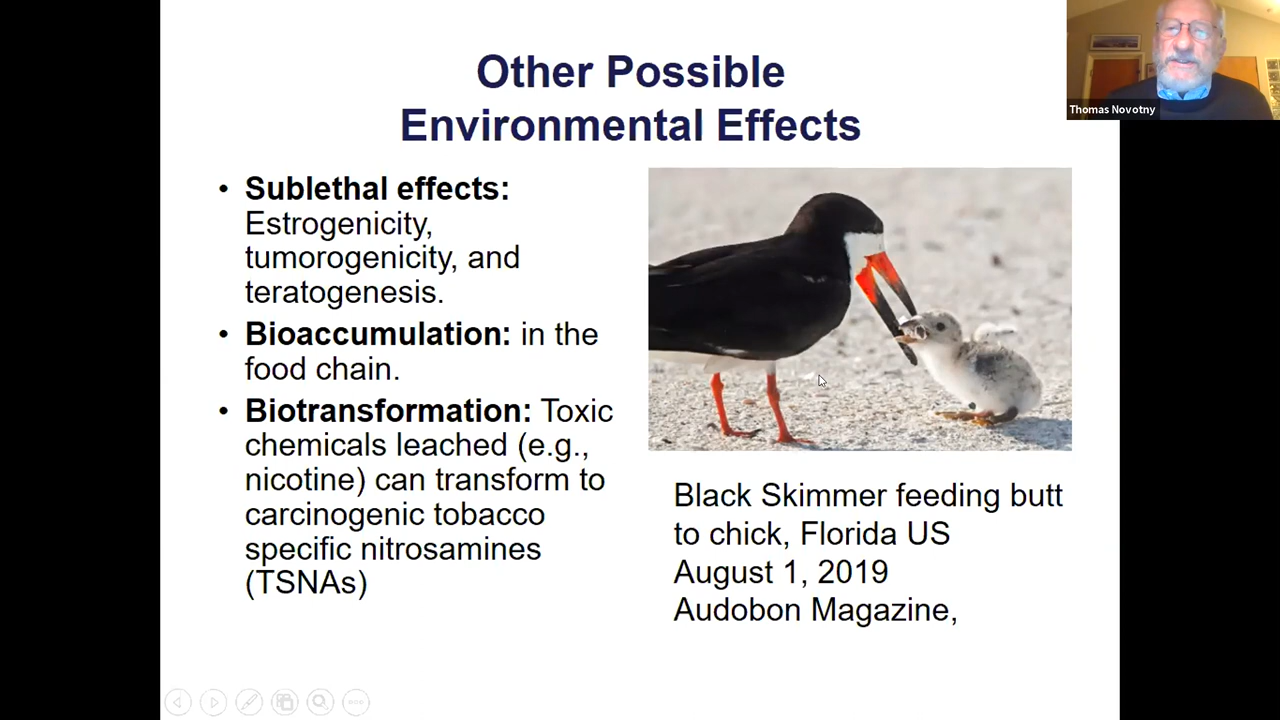 Other Possible
Environmental Effects
• Sublethal effects:
Estrogenicity,
tumorogenicity, and
teratogenesis.
• Bioaccumulation: in the
food chain.
• Biotransformation: Toxic
chemicals leached (e.g.,
nicotine) can transform to
carcinogenic tobacco
specific nitrosamines
(TSNAs)
Black Skimmer feeding butt
to chick, Florida US
August 1, 2019
Audobon Magazine,
Thomas Novotny